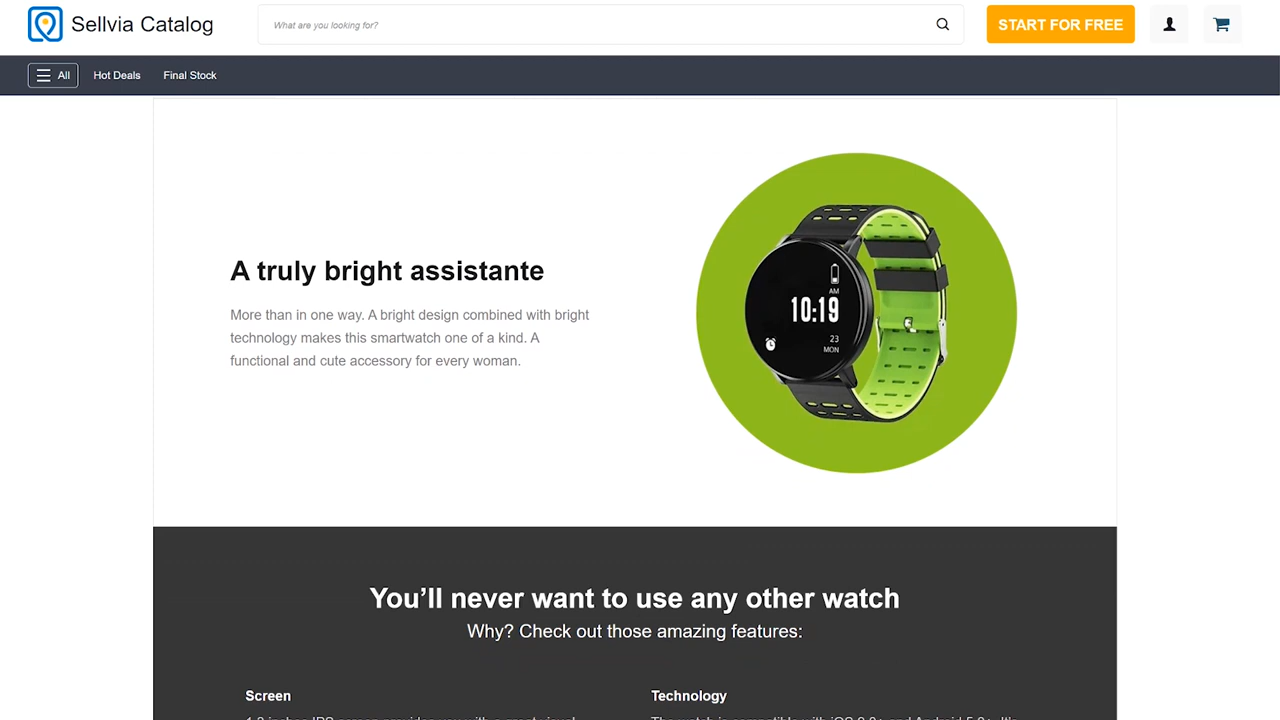 Sellvia Catalog
What are you looking for?
START FOR FREE
All
Hot Deals
Final Stock
A truly bright assistante
More than in one way. A bright design combined with bright
technology makes this smartwatch one of a kind. A
functional and cute accessory for every woman.
AM
10:19
23
MON
You’ll never want to use any other watch
Why? Check out those amazing features:
Screen
Technology